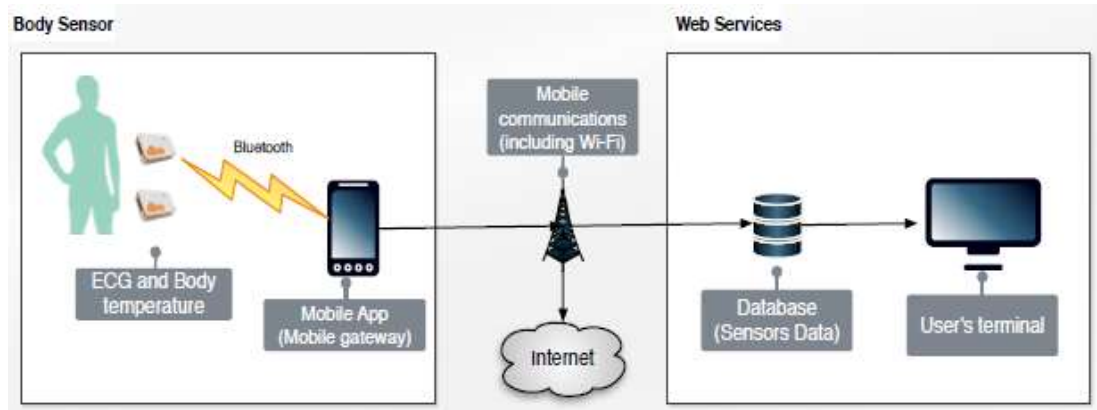 Body Sensor
Web Services
Mobile
communications
(including Wi-Fi)
Bluetooth
ECG and Body
temperature
Mobile App
(Mobile gateway)
Internet
Database
(Sensors Data)
User's terminal